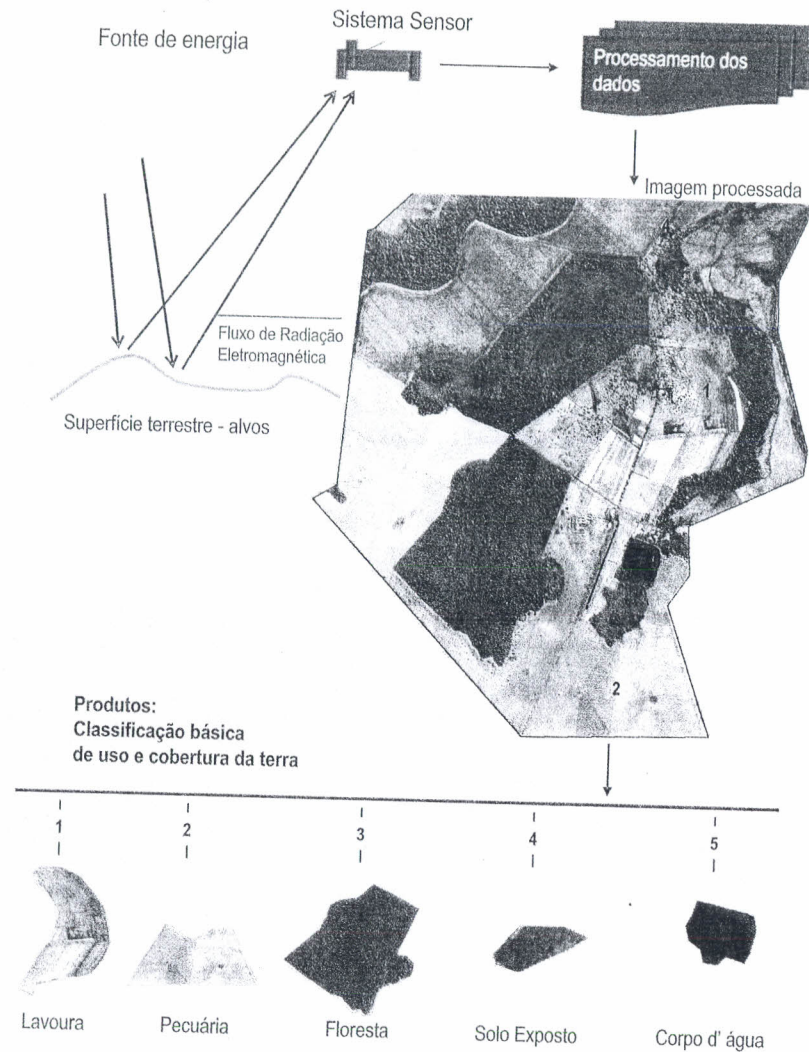 Fonte de energia
Sistema Sensor
Processamento dos
dados
Imagem processada
Fluxo de Radiação
Eletromagnética
Superfície terrestre - alvos
1
2
Produtos:
Classificação básica
de uso e cobertura da terra
1
2
3
4
5
Lavoura
Pecuária
Floresta
Solo Exposto
Corpo d' água